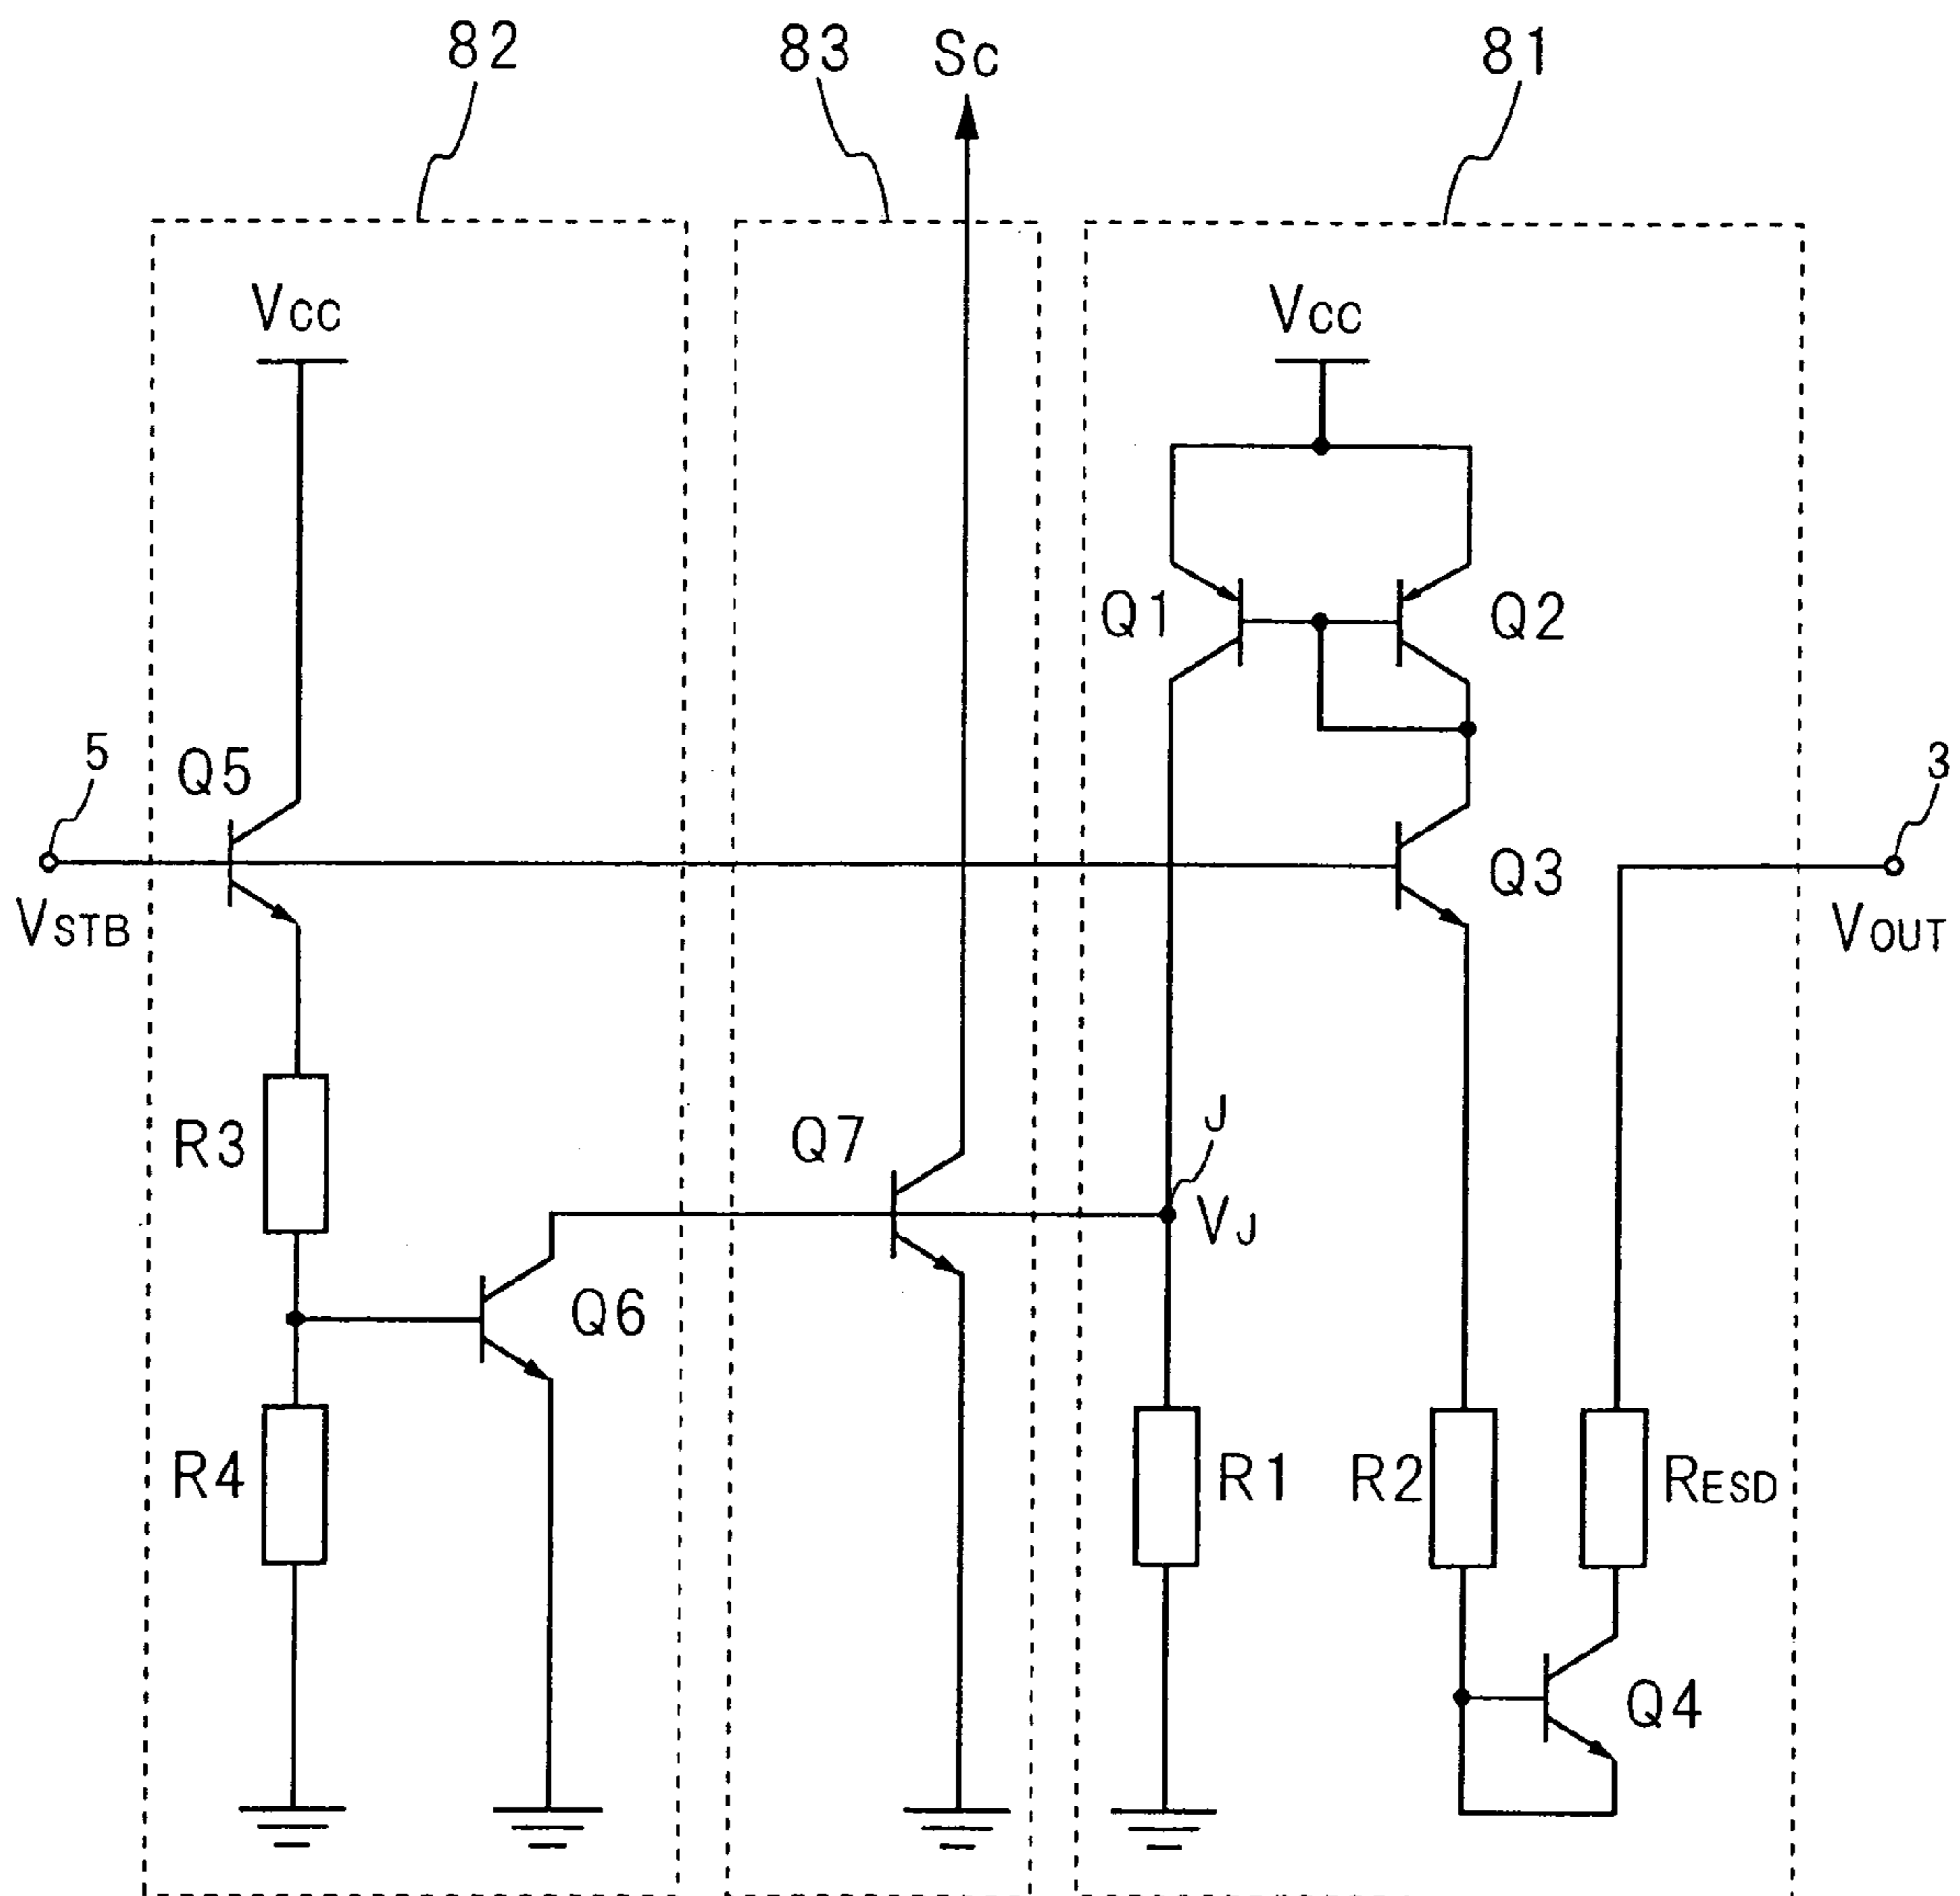 82
83
Sc
81
Vcc
Vcc
Q1
Q2
5
Q5
3
Q3
VSTB
VOUT
J
R3
Q7
VJ
Q6
R4
R1
R2
RESD
Q4